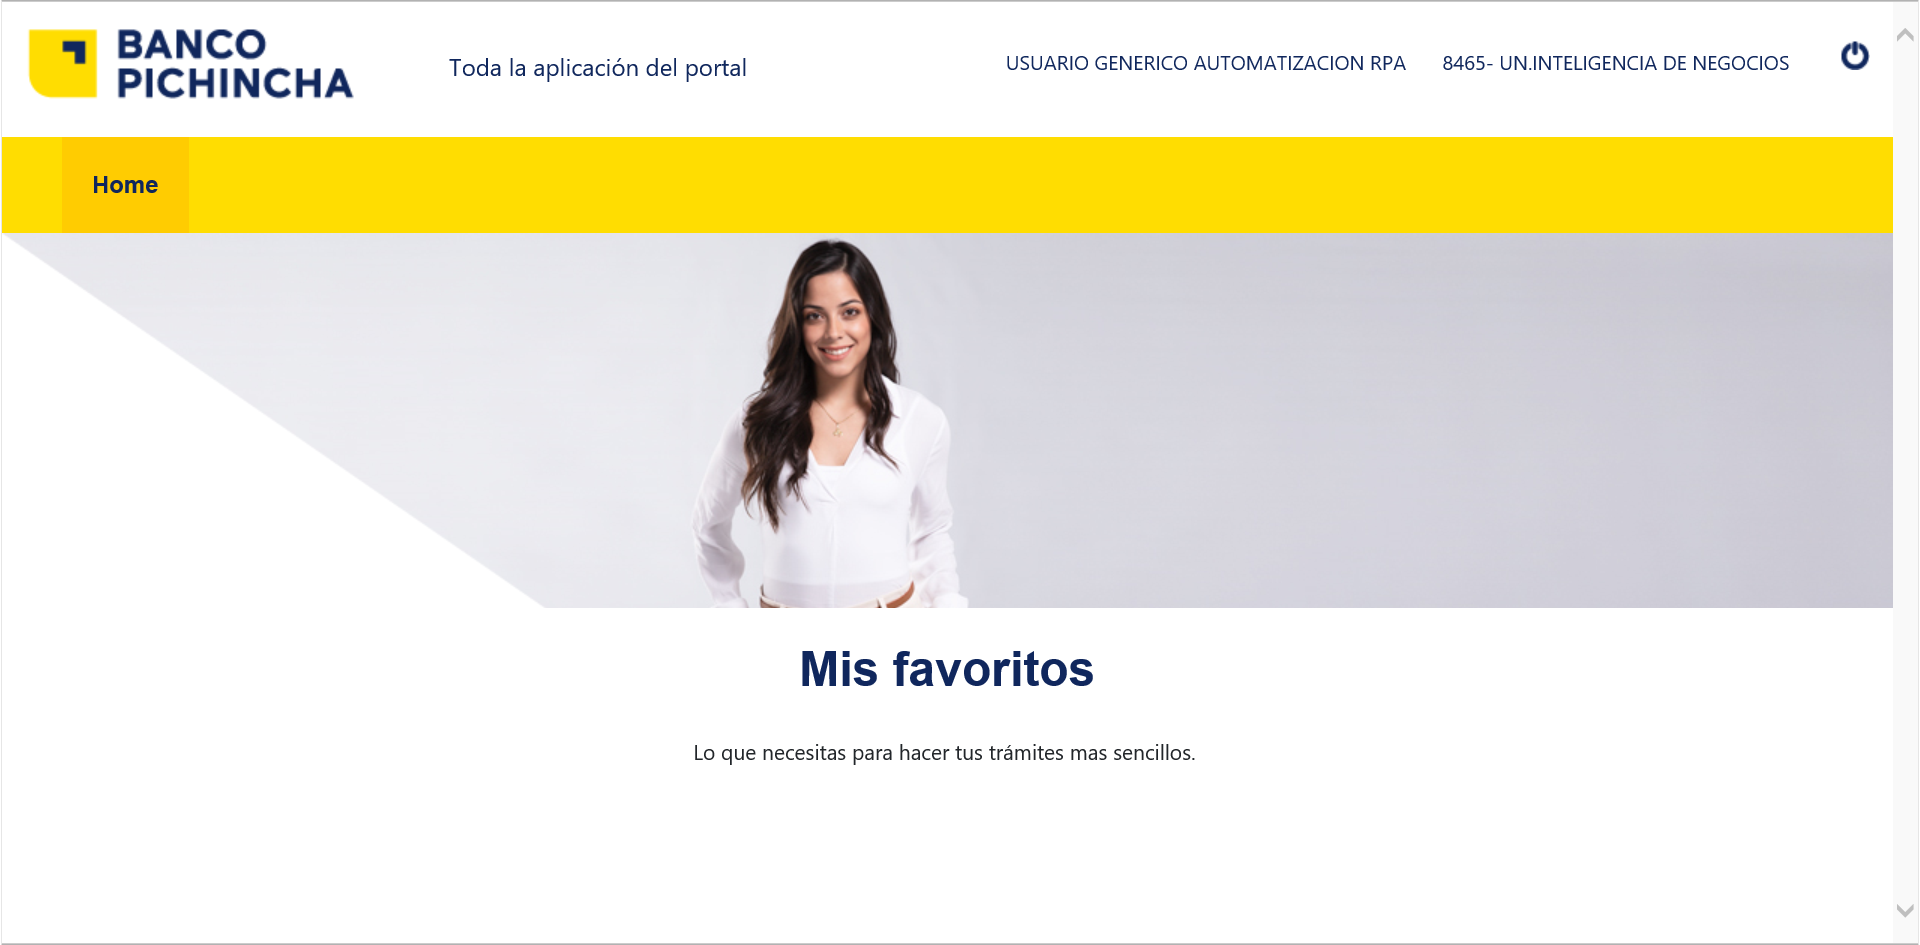 BANCO
PICHINCHA
Toda la aplicación del portal
USUARIO GENERICO AUTOMATIZACION RPA
8465- UN.INTELIGENCIA DE NEGOCIOS
Home
Mis favoritos
Lo que necesitas para hacer tus trámites mas sencillos.